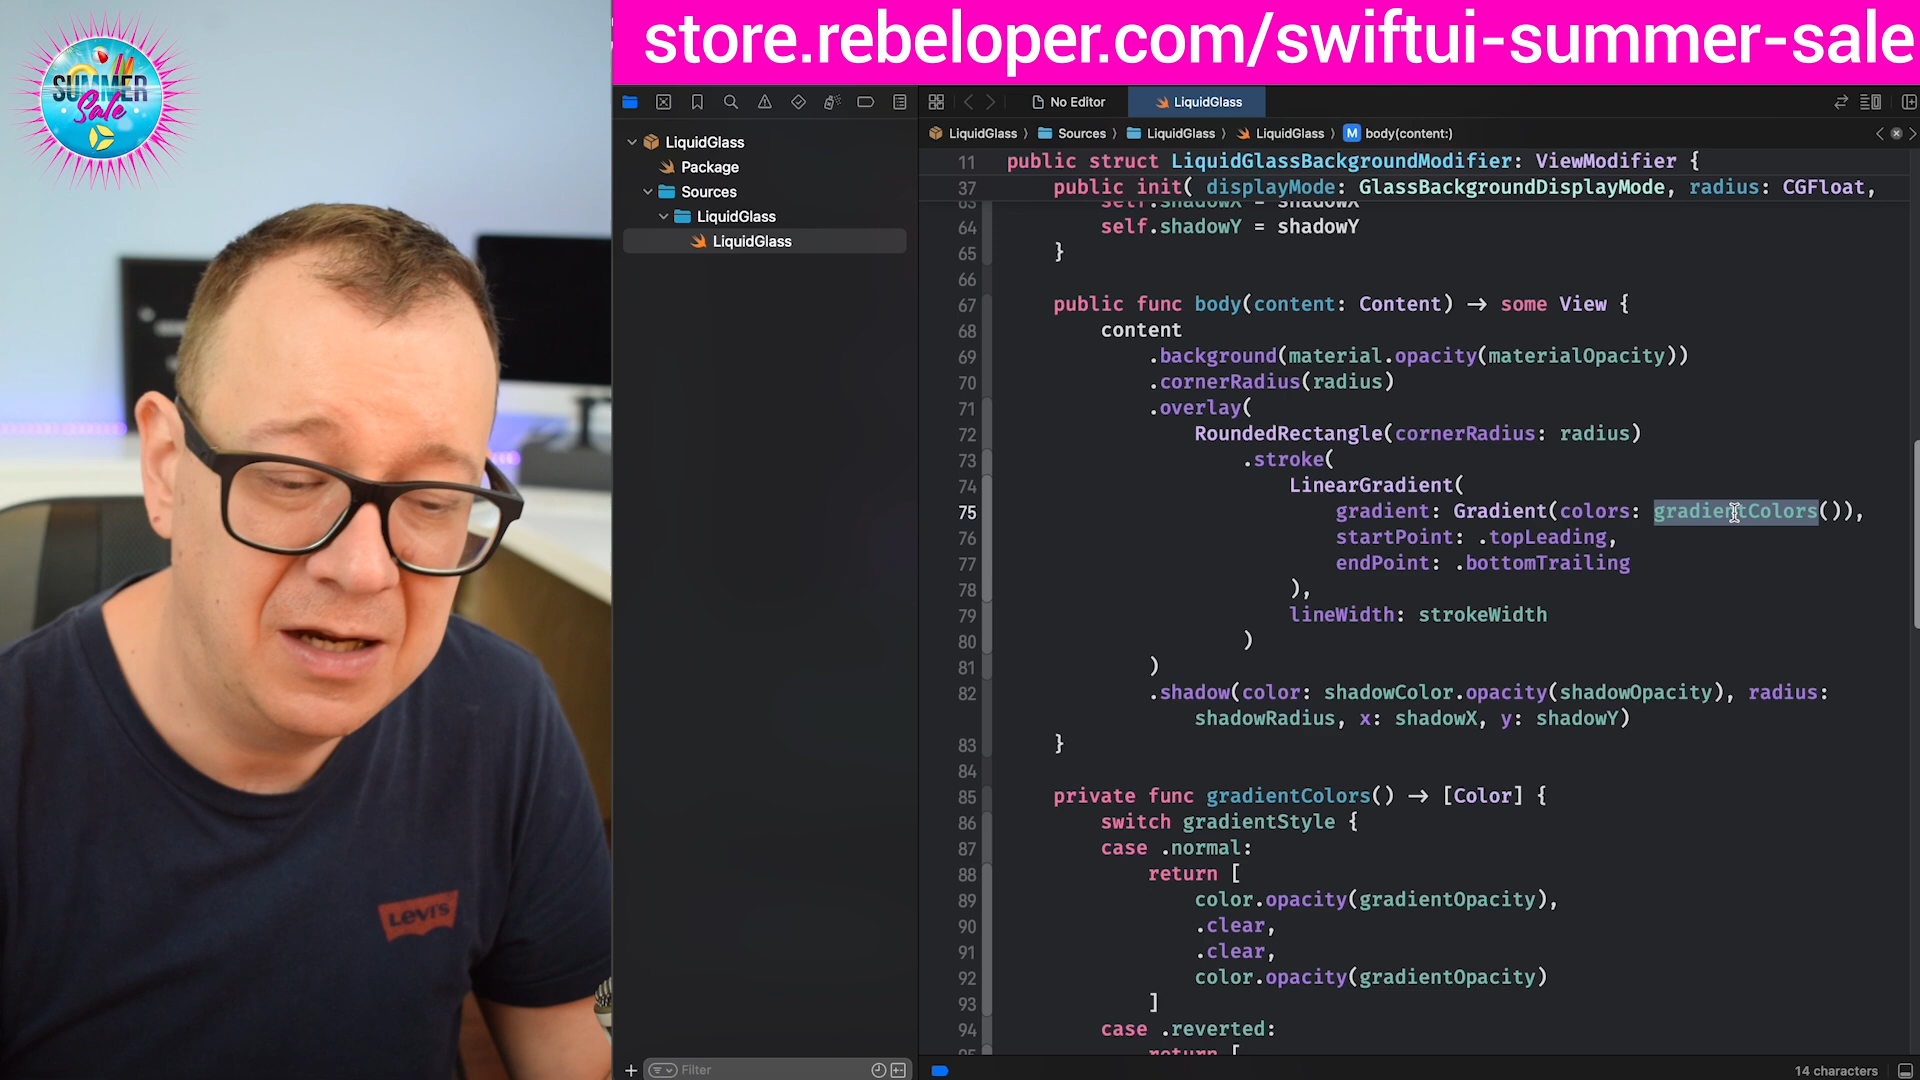 store.rebeloper.com/swiftui-summer-sale
SUMMER
Sale
LEVI'S
LiquidGlass
Package
Sources
LiquidGlass
LiquidGlass
Filter
No Editor
LiquidGlass
LiquidGlass
Sources
LiquidGlass
LiquidGlass
M body(content:)
11 public struct LiquidGlassBackgroundModifier: ViewModifier {
37 public init( displayMode: GlassBackgroundDisplayMode, radius: CGFloat,
63 self.shadowX = shadowX
64 self.shadowY = shadowY
65 }
66
67 public func body(content: Content) -> some View {
68 content
69 .background(material.opacity(materialOpacity))
70 .cornerRadius(radius)
71 .overlay(
72 RoundedRectangle(cornerRadius: radius)
73 .stroke(
74 LinearGradient(
75 gradient: Gradient(colors: gradientColors()),
76 startPoint: .topLeading,
77 endPoint: .bottomTrailing
78 ),
79 lineWidth: strokeWidth
80 )
81 )
82 .shadow(color: shadowColor.opacity(shadowOpacity), radius:
shadowRadius, x: shadowX, y: shadowY)
83 }
84
85 private func gradientColors() -> [Color] {
86 switch gradientStyle {
87 case .normal:
88 return [
89 color.opacity(gradientOpacity),
90 .clear,
91 .clear,
92 color.opacity(gradientOpacity)
93 ]
94 case .reverted:
95 return [
14 characters